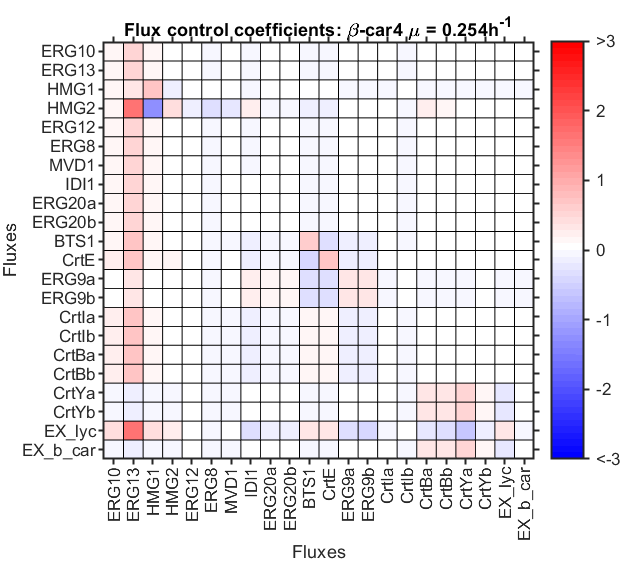 Flux control coefficients: β-car4 μ = 0.254h⁻¹
Fluxes
ERG10
ERG13
HMG1
HMG2
ERG12
ERG8
MVD1
IDI1
ERG20a
ERG20b
BTS1
CrtE
ERG9a
ERG9b
CrtIa
CrtIb
CrtBa
CrtBb
CrtYa
CrtYb
EX_lyc
EX_b_car
ERG10
ERG13
HMG1
HMG2
ERG12
ERG8
MVD1
IDI1
ERG20a
ERG20b
BTS1
CrtE
ERG9a
ERG9b
CrtIa
CrtIb
CrtBa
CrtBb
CrtYa
CrtYb
EX_lyc
EX_b_car
Fluxes
>3
2
1
0
-1
-2
<-3